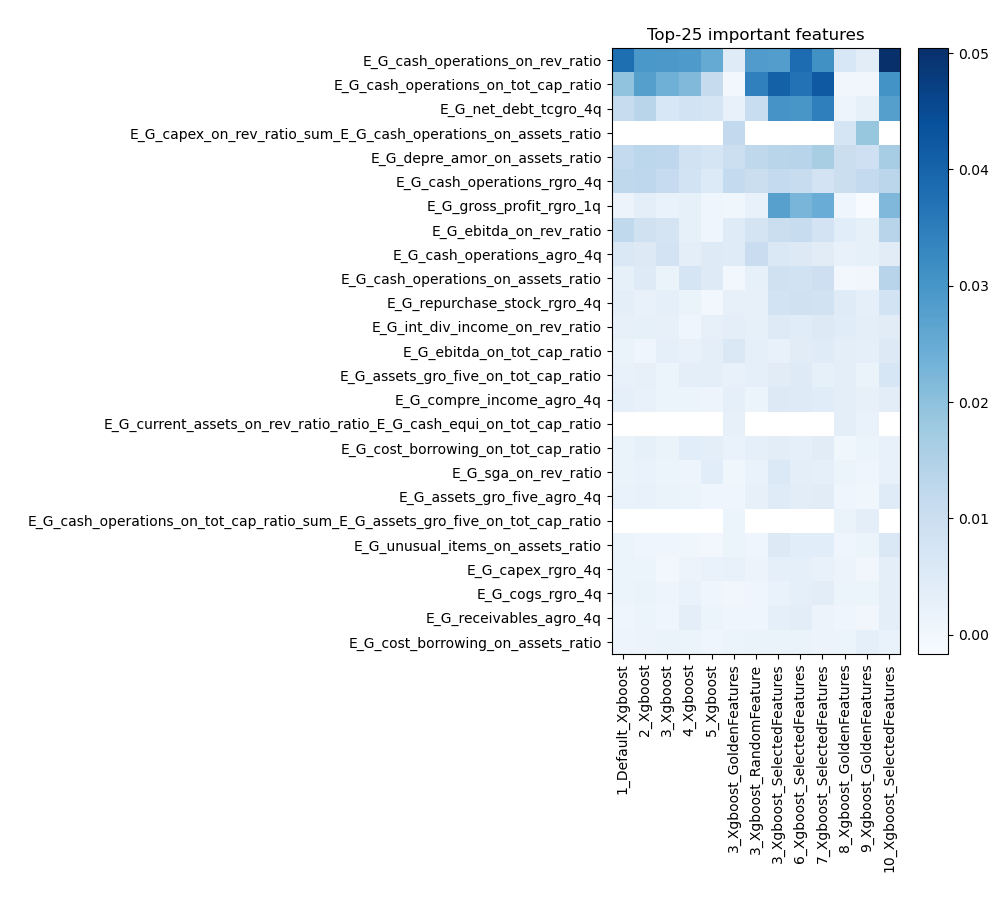 Top-25 important features
E_G_cash_operations_on_rev_ratio
E_G_cash_operations_on_tot_cap_ratio
E_G_net_debt_tcgro_4q
E_G_capex_on_rev_ratio_sum_E_G_cash_operations_on_assets_ratio
E_G_depre_amor_on_assets_ratio
E_G_cash_operations_rgro_4q
E_G_gross_profit_rgro_1q
E_G_ebitda_on_rev_ratio
E_G_cash_operations_agro_4q
E_G_cash_operations_on_assets_ratio
E_G_repurchase_stock_rgro_4q
E_G_int_div_income_on_rev_ratio
E_G_ebitda_on_tot_cap_ratio
E_G_assets_gro_five_on_tot_cap_ratio
E_G_compre_income_agro_4q
E_G_current_assets_on_rev_ratio_ratio_E_G_cash_equi_on_tot_cap_ratio
E_G_cost_borrowing_on_tot_cap_ratio
E_G_sga_on_rev_ratio
E_G_assets_gro_five_agro_4q
E_G_cash_operations_on_tot_cap_ratio_sum_E_G_assets_gro_five_on_tot_cap_ratio
E_G_unusual_items_on_assets_ratio
E_G_capex_rgro_4q
E_G_cogs_rgro_4q
E_G_receivables_agro_4q
E_G_cost_borrowing_on_assets_ratio
1_Default_Xgboost
2_Xgboost
3_Xgboost
4_Xgboost
5_Xgboost
3_Xgboost_GoldenFeatures
3_Xgboost_RandomFeature
3_Xgboost_SelectedFeatures
6_Xgboost_SelectedFeatures
7_Xgboost_SelectedFeatures
8_Xgboost_GoldenFeatures
9_Xgboost_GoldenFeatures
10_Xgboost_SelectedFeatures
0.05
0.04
0.03
0.02
0.01
0.00